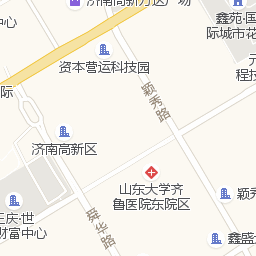 济南高新万达广场
鑫苑·国
际城市花
中心
资本营运科技园
元
程技
际
颖秀路
济南高新区
山东大学齐
鲁医院东院区
颖秀
王庆·世
财富中心
舜华路
鑫盛